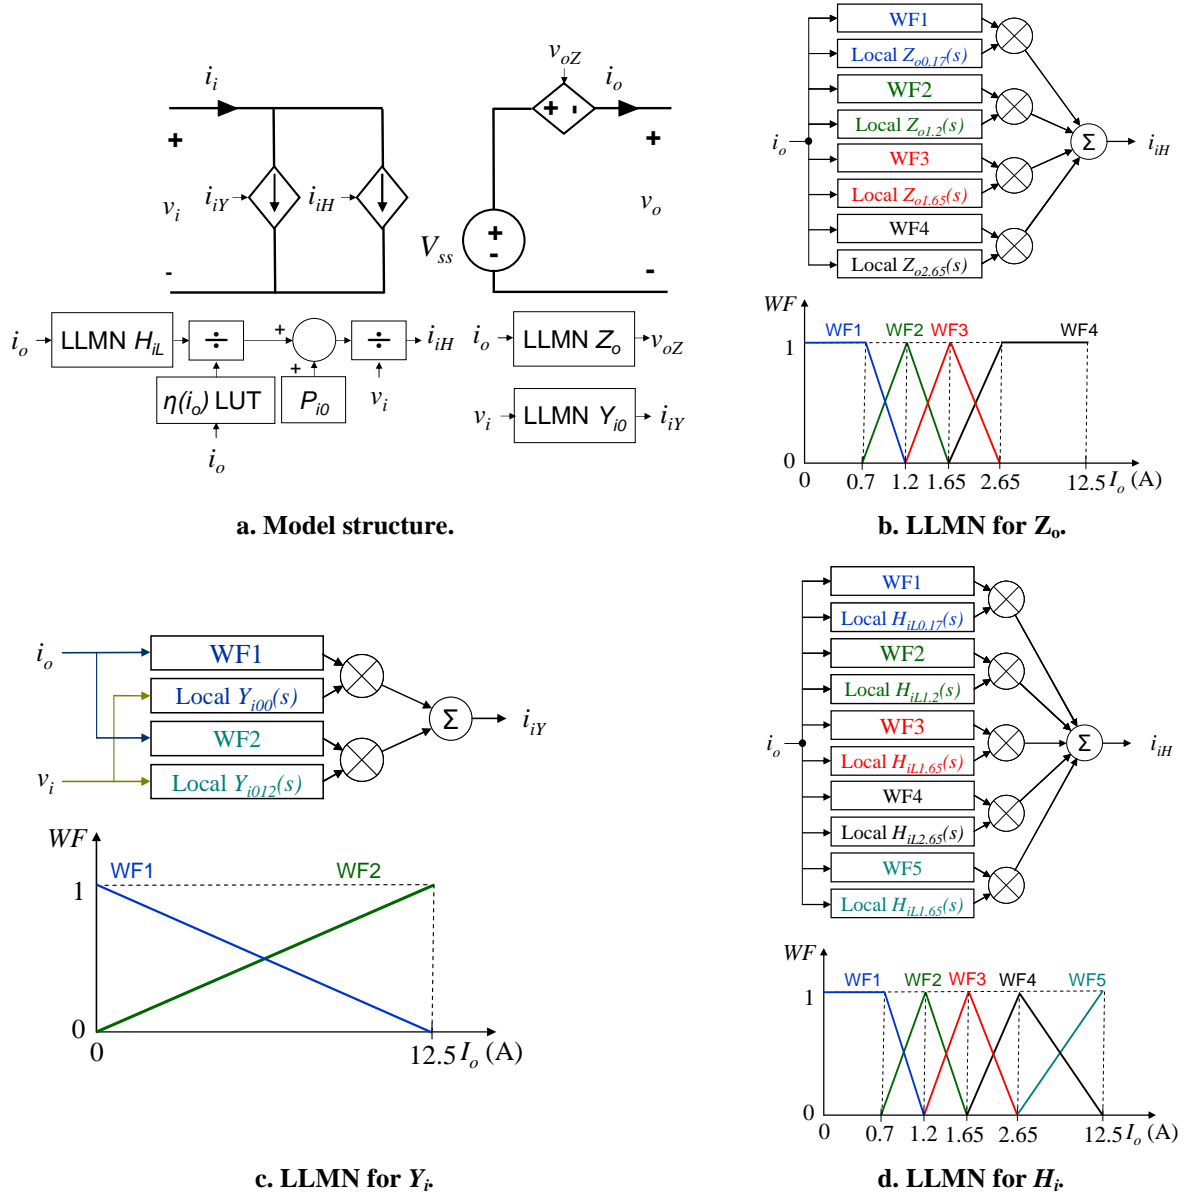 i_i
v_oZ
i_o
+ -
+
+
v_i
i_iY
i_iH
v_o
V_ss
+
-
-
-
i_o
LLMN H_iL
÷
+
÷
i_iH
+
η(i_o) LUT
P_i0
v_i
i_o
i_o
LLMN Z_o
v_oZ
v_i
LLMN Y_i0
i_iY
a. Model structure.
WF1
Local Z_o0.17(s)
WF2
Local Z_o1.2(s)
i_o
Σ
i_iH
WF3
Local Z_o1.65(s)
WF4
Local Z_o2.65(s)
WF
WF1
WF2
WF3
WF4
1
0
0
0.7
1.2
1.65
2.65
12.5
I_o (A)
b. LLMN for Z_o.
i_o
WF1
Local Y_i00(s)
Σ
i_iY
WF2
v_i
Local Y_i012(s)
WF
WF1
WF2
1
0
0
12.5
I_o (A)
c. LLMN for Y_i.
WF1
Local H_iL0.17(s)
WF2
Local H_iL1.2(s)
WF3
i_o
Σ
i_iH
Local H_iL1.65(s)
WF4
Local H_iL2.65(s)
WF5
Local H_iL1.65(s)
WF
WF1
WF2
WF3
WF4
WF5
1
0
0
0.7
1.2
1.65
2.65
12.5
I_o (A)
d. LLMN for H_i.